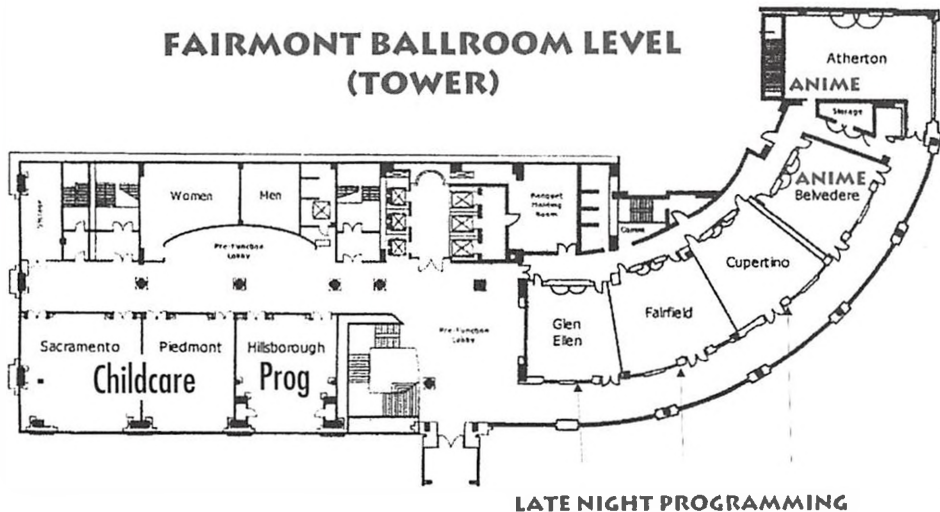 FAIRMONT BALLROOM LEVEL
(TOWER)
Atherton
ANIME
Storage
ANIME
Belvedere
Women
Men
Banquet
Holding
Room
Storage
Pre-Function
Lobby
Cupertino
Fairfield
Glen
Ellen
Pre-Function
Lobby
Sacramento
Piedmont
Hillsborough
Childcare
Prog
LATE NIGHT PROGRAMMING